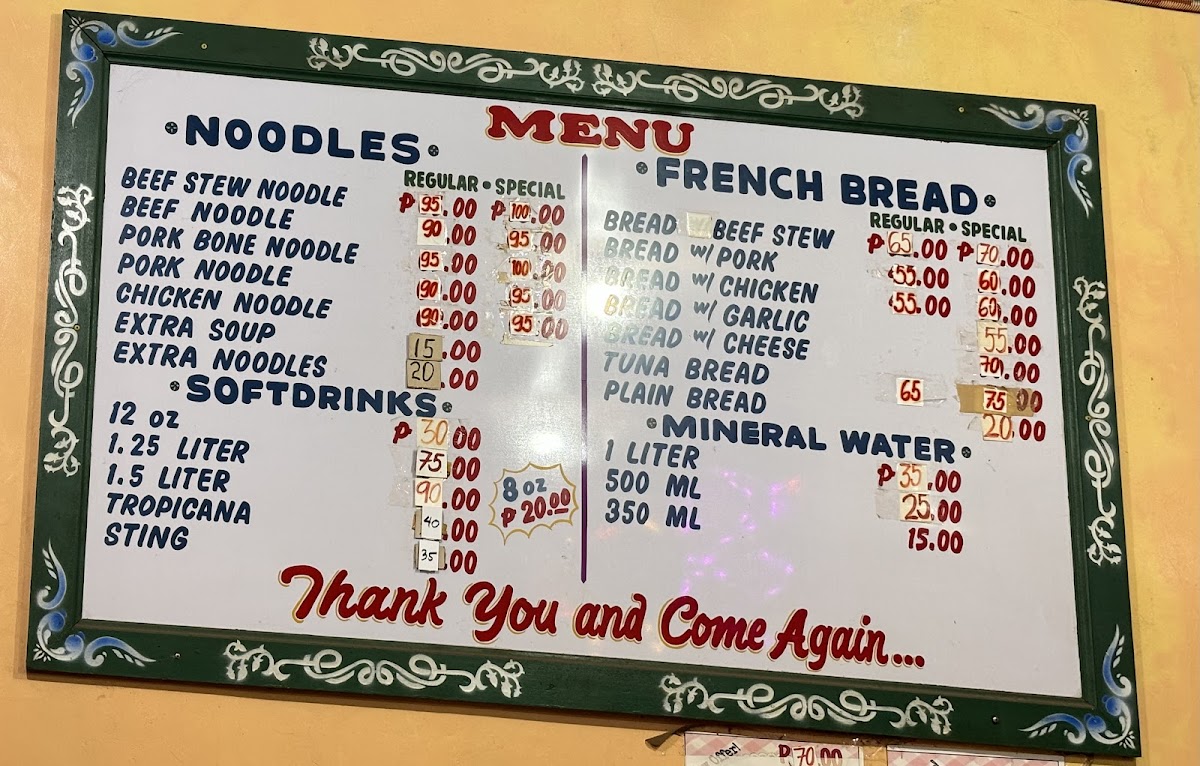 MENU
NOODLES
REGULAR • SPECIAL
BEEF STEW NOODLE ₱95.00 ₱100.00
BEEF NOODLE 90.00 95.00
PORK BONE NOODLE 95.00 100.00
PORK NOODLE 90.00 95.00
CHICKEN NOODLE 90.00 95.00
EXTRA SOUP 15.00
EXTRA NOODLES 20.00
SOFTDRINKS
12 oz ₱30.00
1.25 LITER 75.00
1.5 LITER 90.00
TROPICANA 40.00
STING 35.00
8 oz
₱20.00
FRENCH BREAD
REGULAR • SPECIAL
BREAD BEEF STEW ₱65.00 ₱70.00
BREAD w/ PORK 55.00 60.00
BREAD w/ CHICKEN 55.00 60.00
BREAD w/ GARLIC 55.00
BREAD w/ CHEESE 70.00
TUNA BREAD 65 75.00
PLAIN BREAD 20.00
MINERAL WATER
1 LITER ₱35.00
500 ML 25.00
350 ML 15.00
Thank You and Come Again...
Offer! ₱70.00